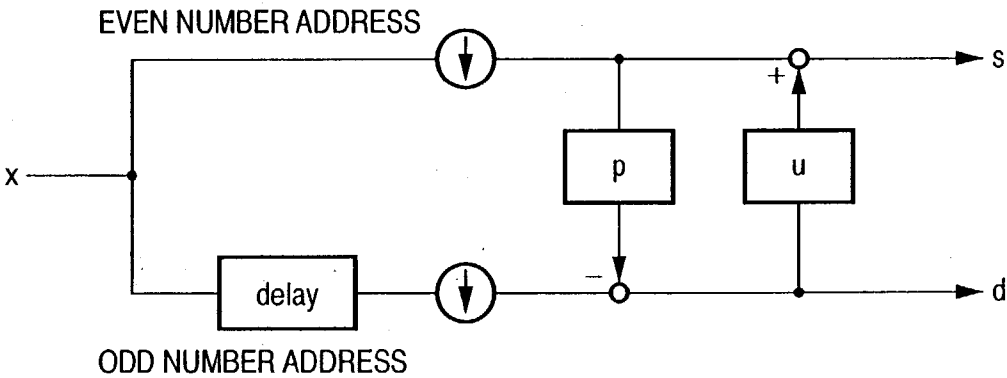 EVEN NUMBER ADDRESS
s
+
p
u
x
−
delay
d
ODD NUMBER ADDRESS